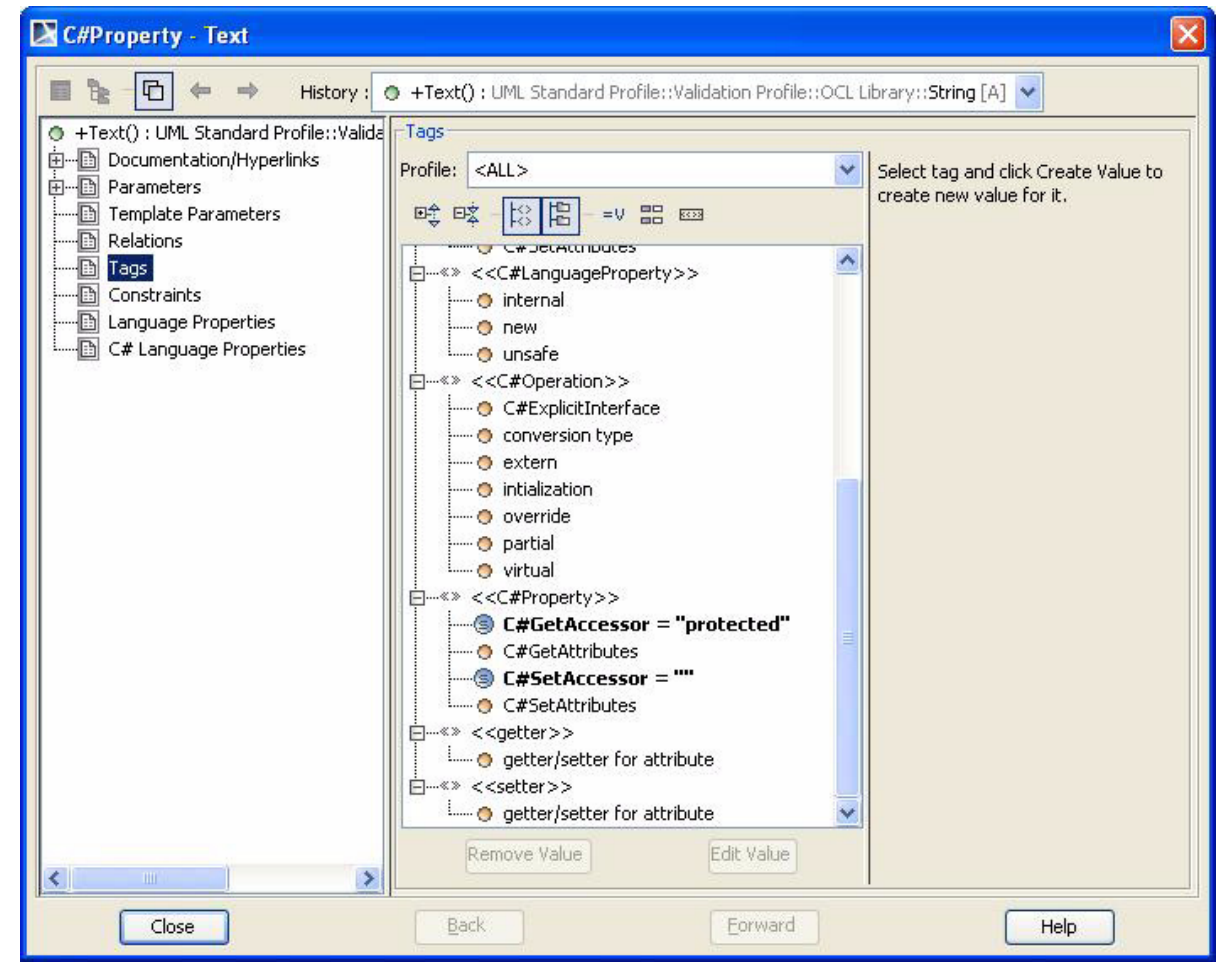 C#Property - Text
History : +Text() : UML Standard Profile::Validation Profile::OCL Library::String [A]
+Text() : UML Standard Profile::Valida
Documentation/Hyperlinks
Parameters
Template Parameters
Relations
Tags
Constraints
Language Properties
C# Language Properties
Tags
Profile: <ALL>
=V
C#SetAttributes
<<C#LanguageProperty>>
internal
new
unsafe
<<C#Operation>>
C#ExplicitInterface
conversion type
extern
intialization
override
partial
virtual
<<C#Property>>
C#GetAccessor = "protected"
C#GetAttributes
C#SetAccessor = ""
C#SetAttributes
<<getter>>
getter/setter for attribute
<<setter>>
getter/setter for attribute
Remove Value Edit Value
Select tag and click Create Value to
create new value for it.
Close Back Forward Help